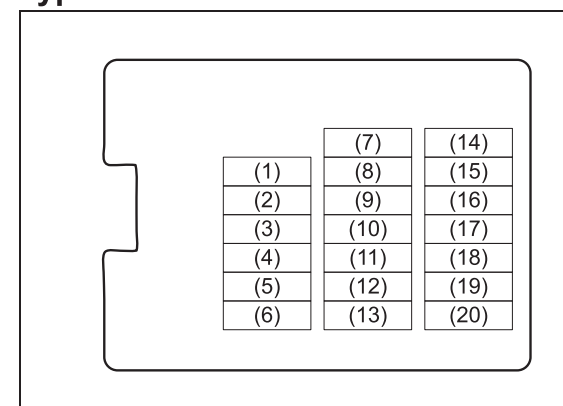 (7) (14)
(1) (8) (15)
(2) (9) (16)
(3) (10) (17)
(4) (11) (18)
(5) (12) (19)
(6) (13) (20)